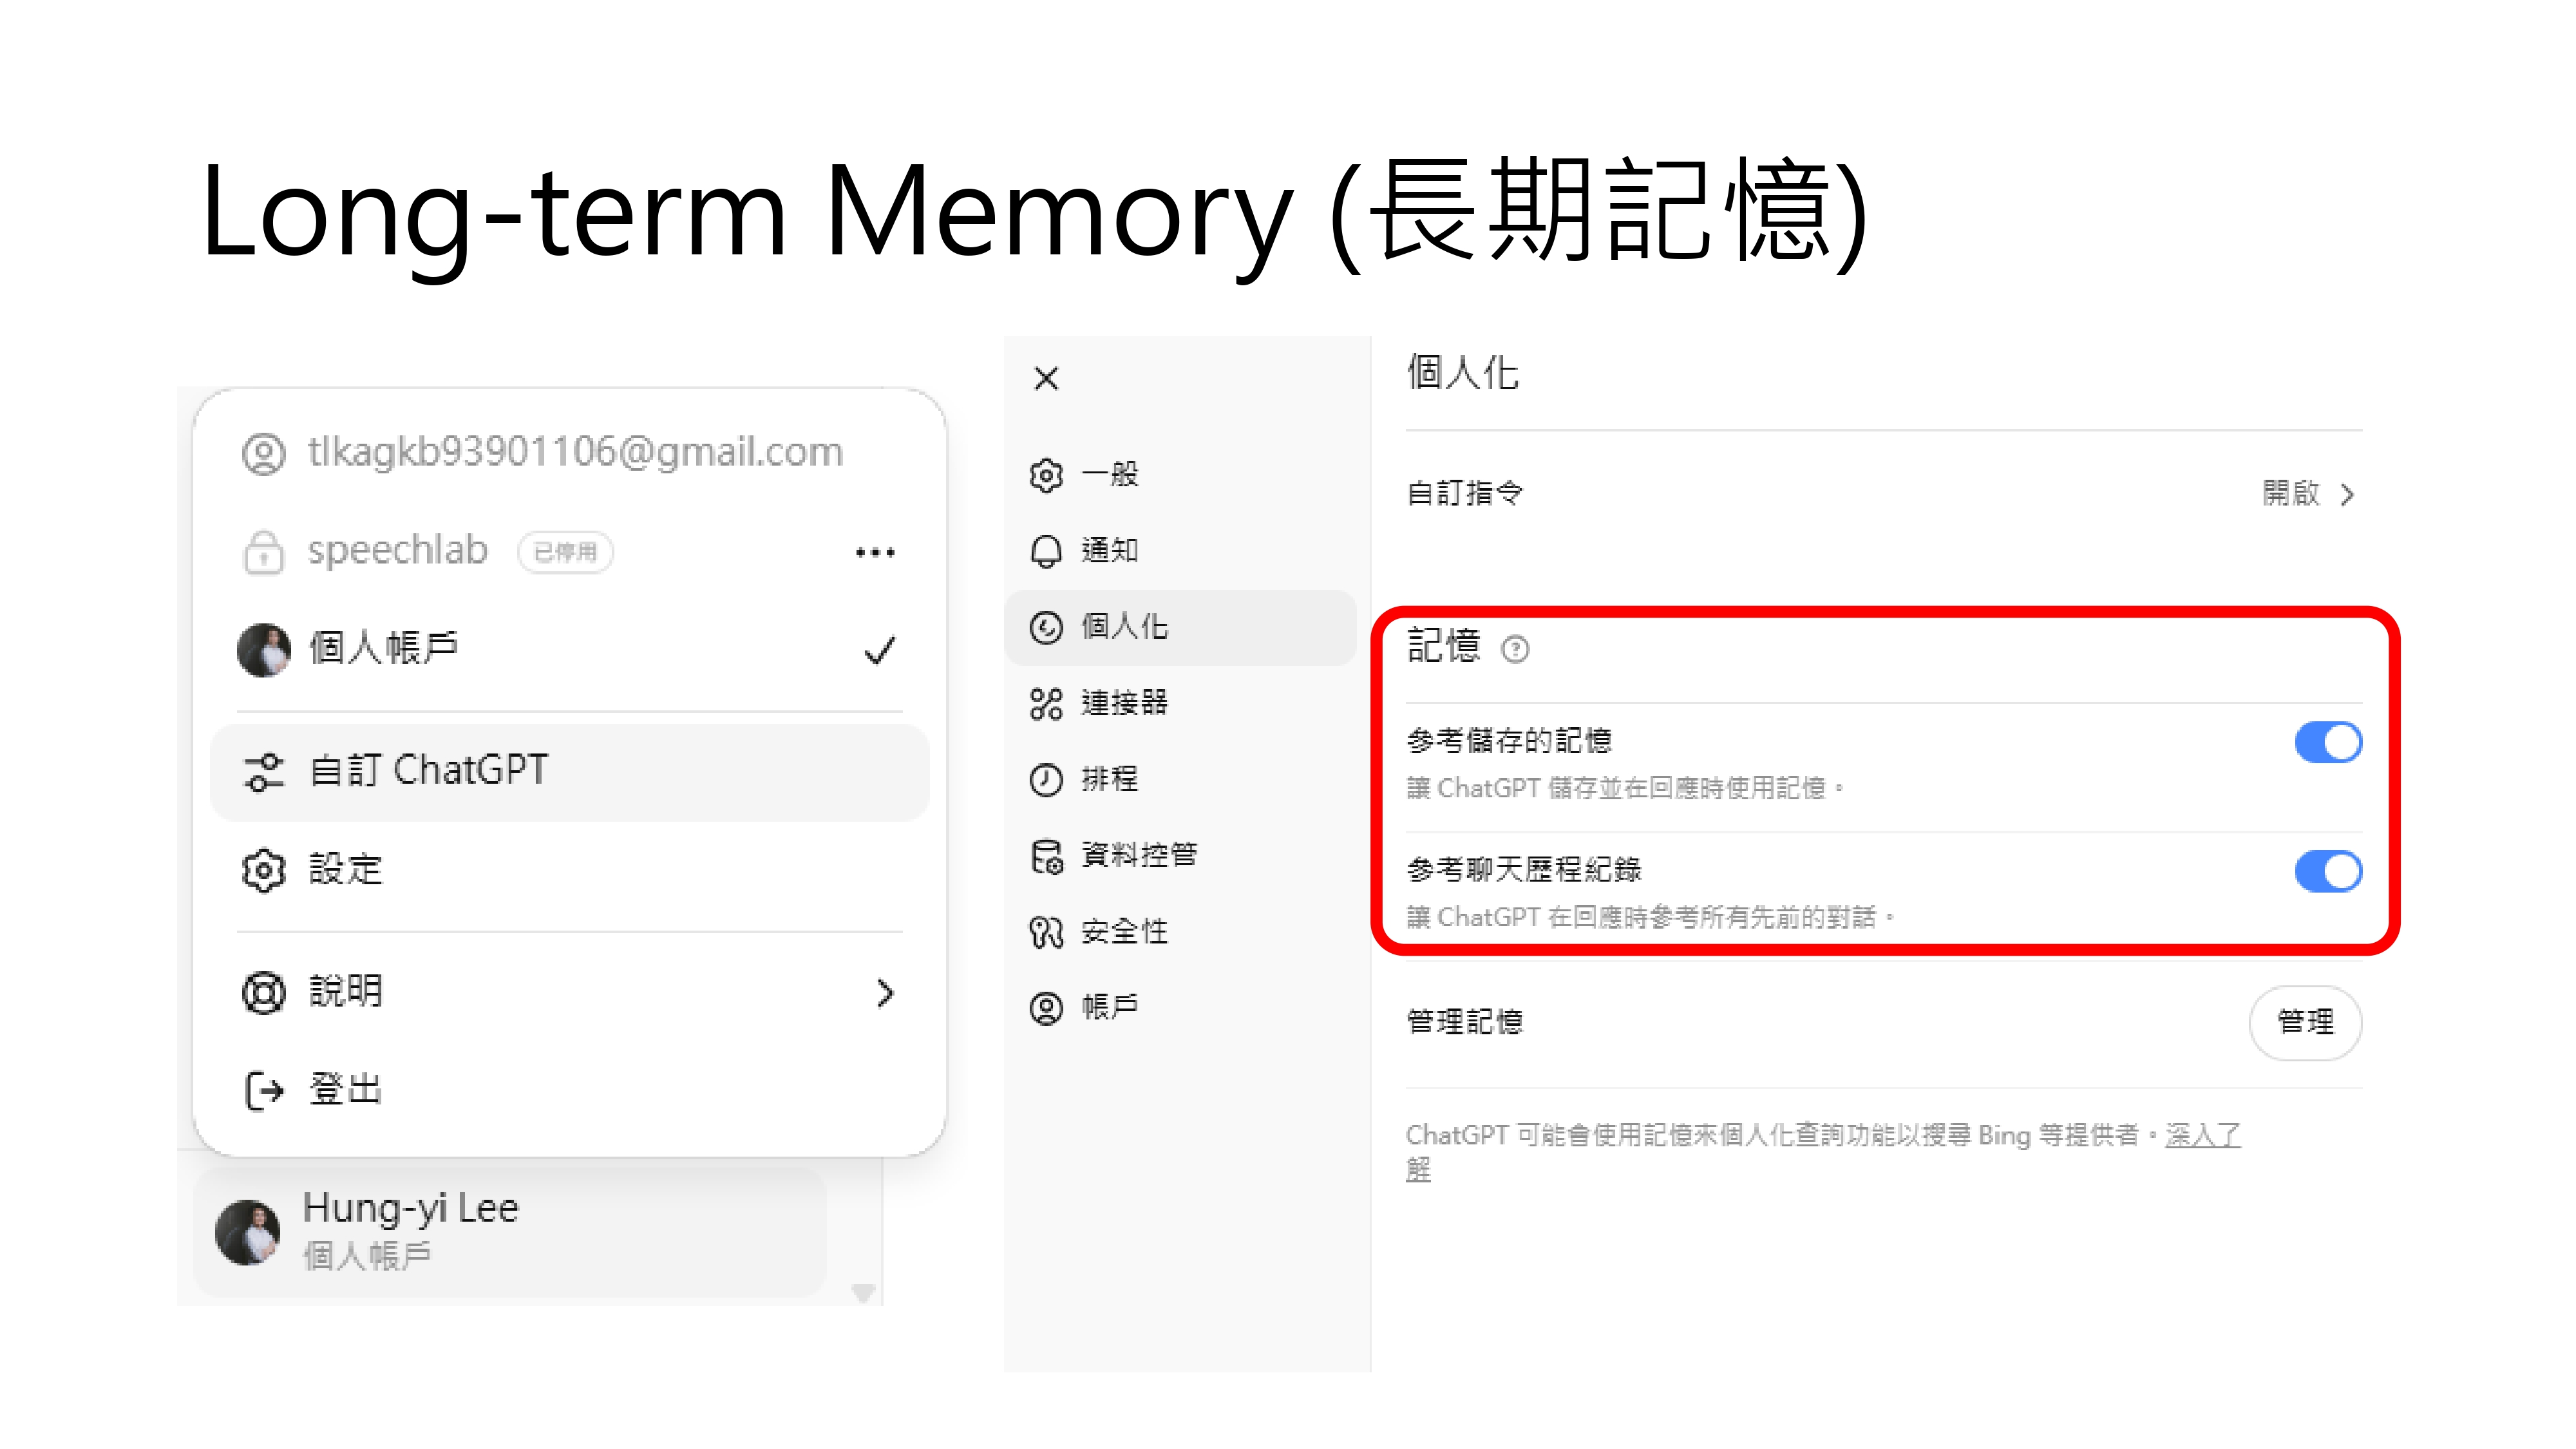 Long-term Memory (長期記憶)
tlkagkb93901106@gmail.com
speechlab 已停用
個人帳戶
自訂 ChatGPT
設定
說明
登出
Hung-yi Lee
個人帳戶
一般
通知
個人化
連接器
排程
資料控管
安全性
帳戶
個人化
自訂指令 開啟
記憶
參考儲存的記憶
讓 ChatGPT 儲存並在回應時使用記憶。
參考聊天歷程紀錄
讓 ChatGPT 在回應時參考所有先前的對話。
管理記憶 管理
ChatGPT 可能會使用記憶來個人化查詢功能以搜尋 Bing 等提供者。深入了
解